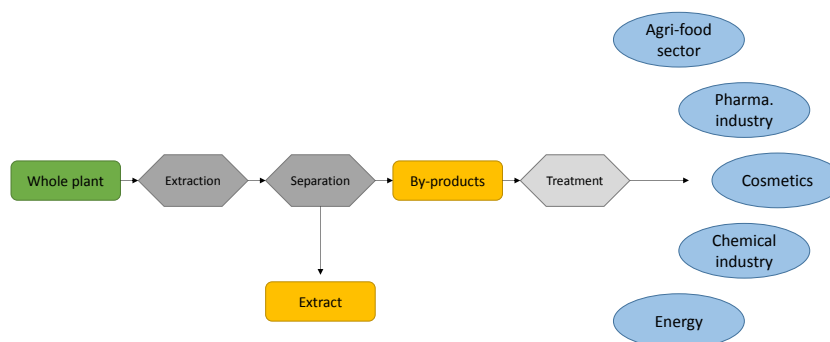 Agri-food
sector
Pharma.
industry
Whole plant
Extraction
Separation
By-products
Treatment
Cosmetics
Chemical
industry
Extract
Energy